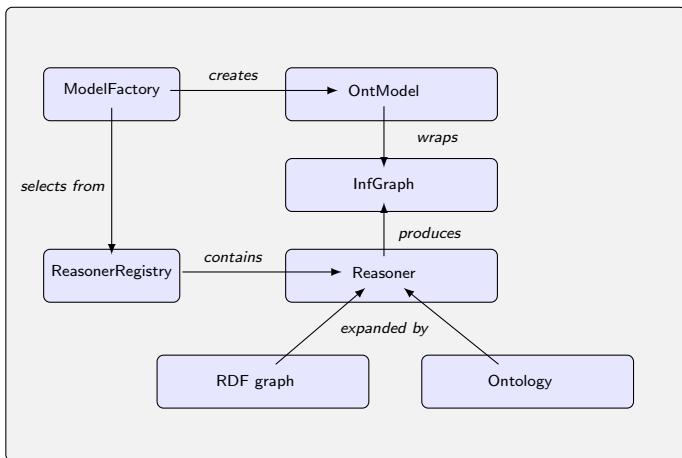 ModelFactory
creates
OntModel
wraps
selects from
InfGraph
produces
ReasonerRegistry
contains
Reasoner
expanded by
RDF graph
Ontology